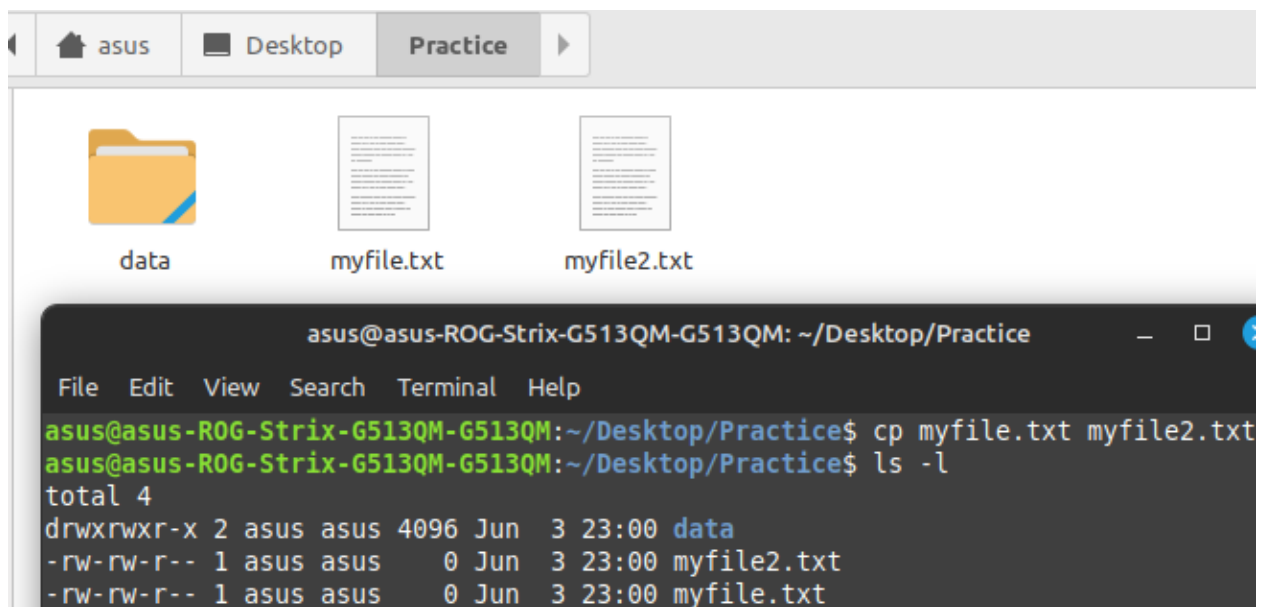 asus Desktop Practice
data myfile.txt myfile2.txt
asus@asus-ROG-Strix-G513QM-G513QM: ~/Desktop/Practice
File Edit View Search Terminal Help
asus@asus-ROG-Strix-G513QM-G513QM:~/Desktop/Practice$ cp myfile.txt myfile2.txt
asus@asus-ROG-Strix-G513QM-G513QM:~/Desktop/Practice$ ls -l
total 4
drwxrwxr-x 2 asus asus 4096 Jun  3 23:00 data
-rw-rw-r-- 1 asus asus    0 Jun  3 23:00 myfile2.txt
-rw-rw-r-- 1 asus asus    0 Jun  3 23:00 myfile.txt